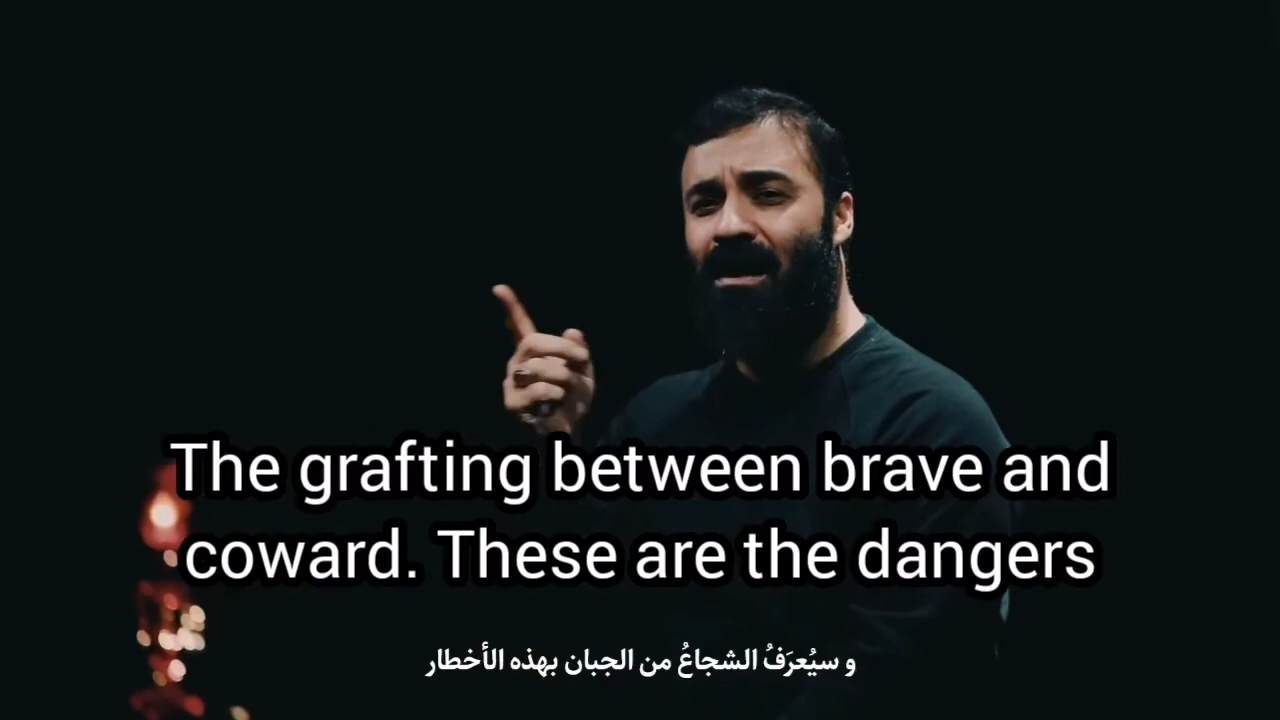 The grafting between brave and
coward. These are the dangers
و سيُعرَفُ الشجاعُ من الجبان بهذه الأخطار